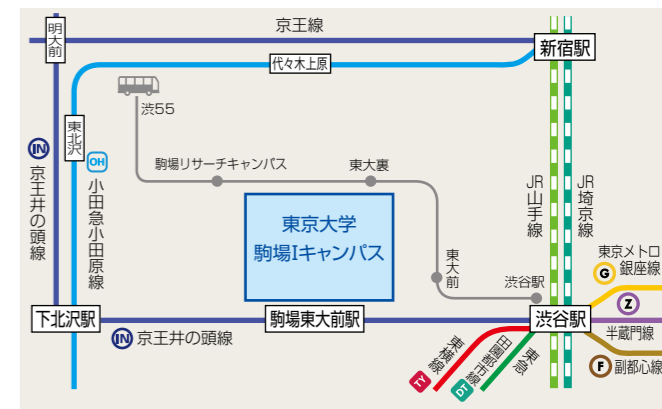 京王線
明大前
新宿駅
代々木上原
渋55
東北沢
IN
OH
京王井の頭線
小田急小田原線
駒場リサーチキャンパス
東大裏
JR山手線
JR埼京線
東京大学
駒場Iキャンパス
東大前
渋谷駅
東京メトロ
G 銀座線
Z
半蔵門線
F 副都心線
下北沢駅
IN 京王井の頭線
駒場東大前駅
渋谷駅
東横線
田園都市線
東急
TY
DT